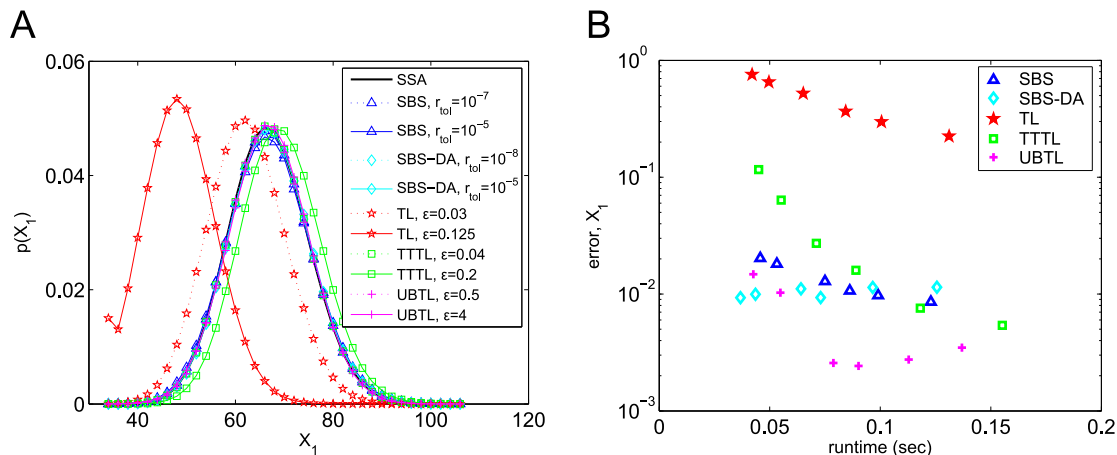 A
0.06
0.04
0.02
0
p(X1)
40
60
80
100
120
X1
SSA
SBS, rtol=10-7
SBS, rtol=10-5
SBS-DA, rtol=10-8
SBS-DA, rtol=10-5
TL, ε=0.03
TL, ε=0.125
TTTL, ε=0.04
TTTL, ε=0.2
UBTL, ε=0.5
UBTL, ε=4
B
100
10-1
10-2
10-3
error, X1
0
0.05
0.1
0.15
0.2
runtime (sec)
SBS
SBS-DA
TL
TTTL
UBTL